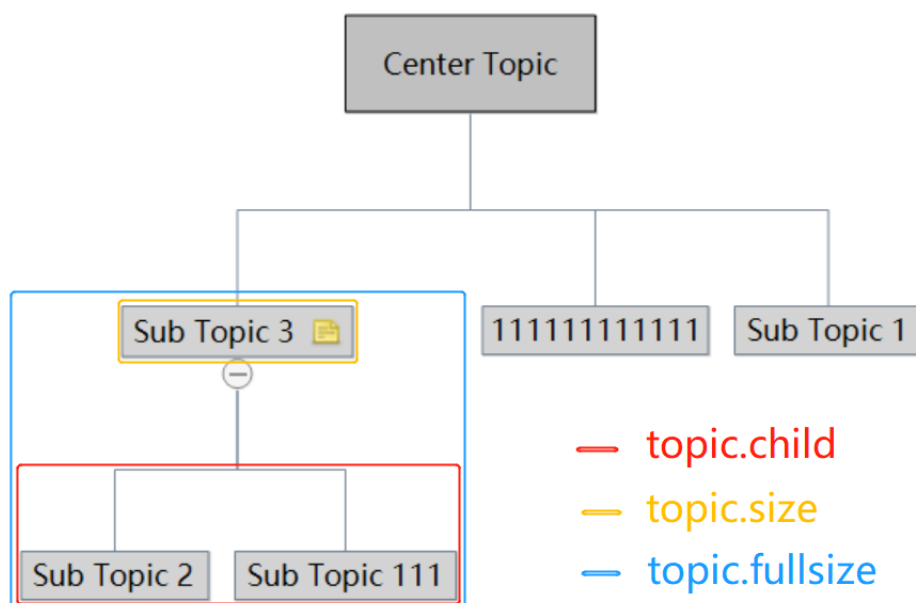 Center Topic
Sub Topic 3
111111111111
Sub Topic 1
topic.child
topic.size
Sub Topic 2
Sub Topic 111
topic.fullsize